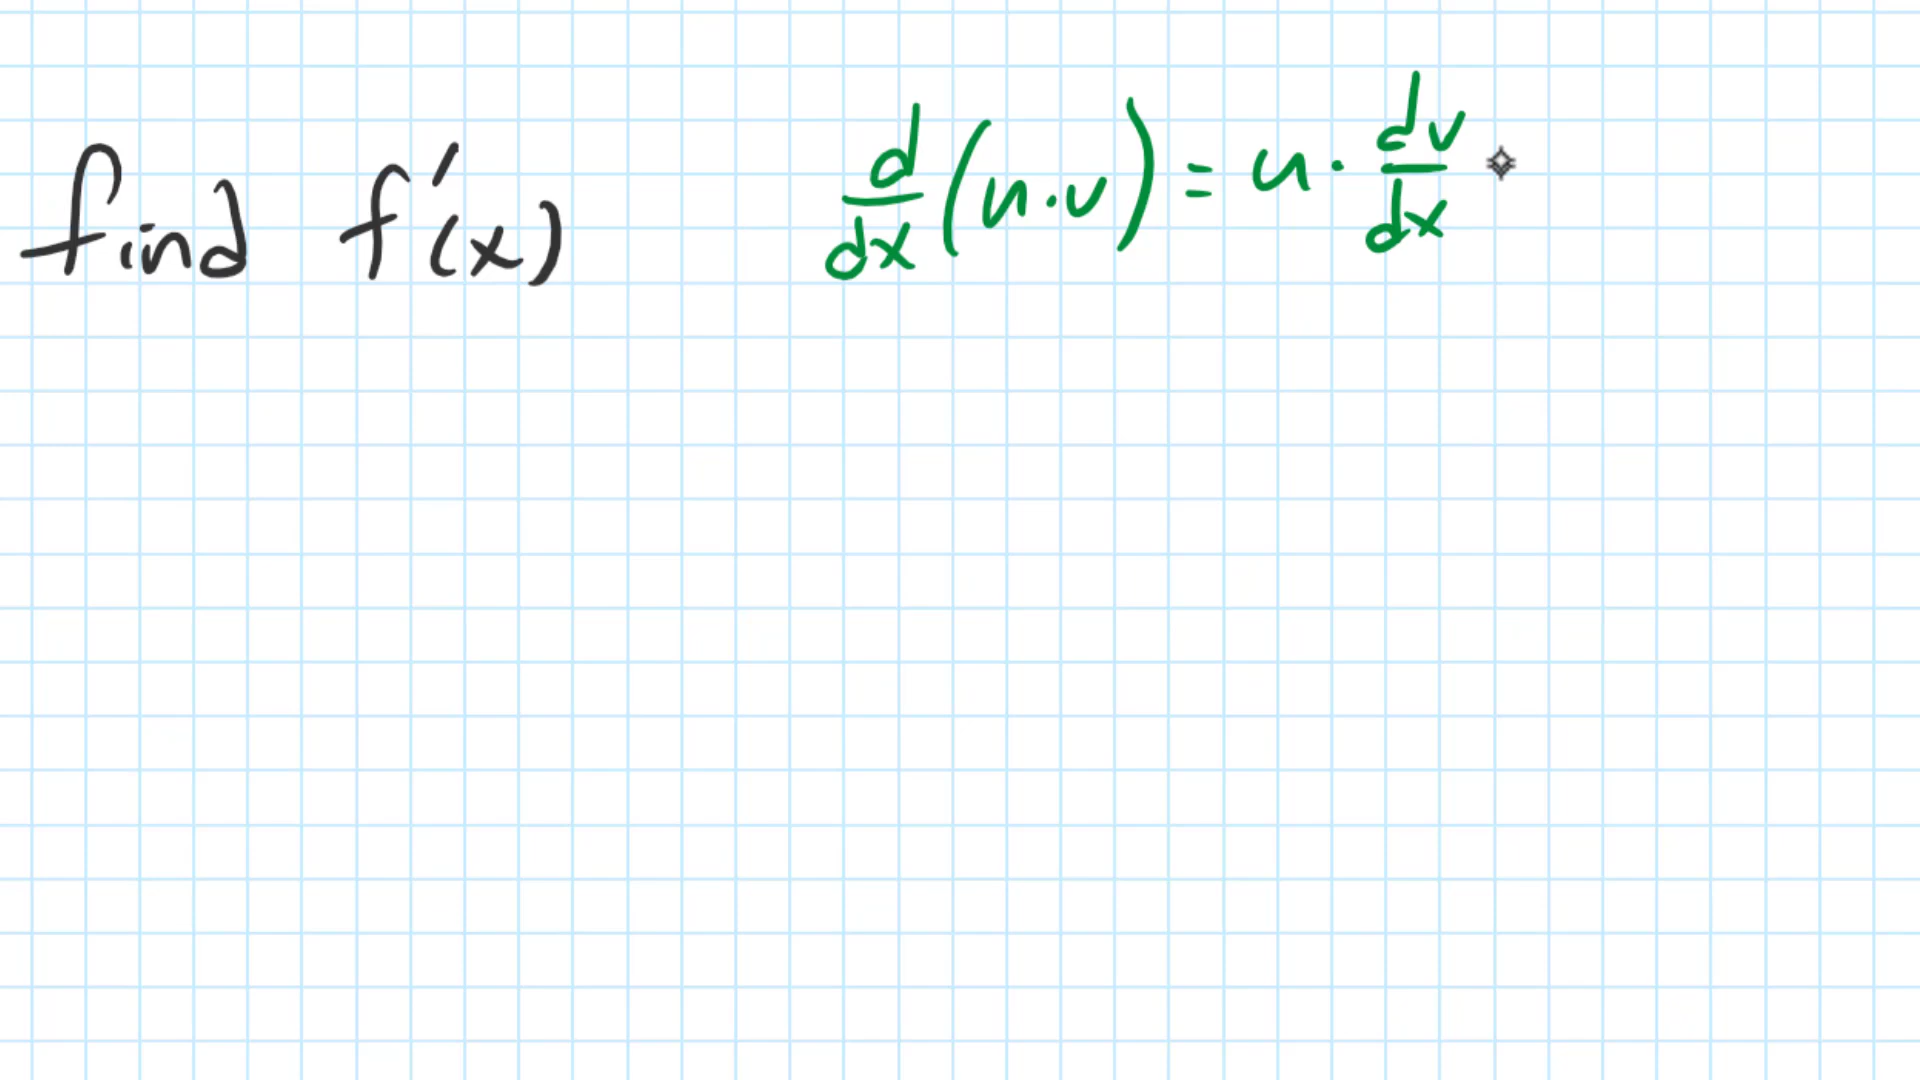 find f'(x)
d/dx (u·v) = u · dv/dx